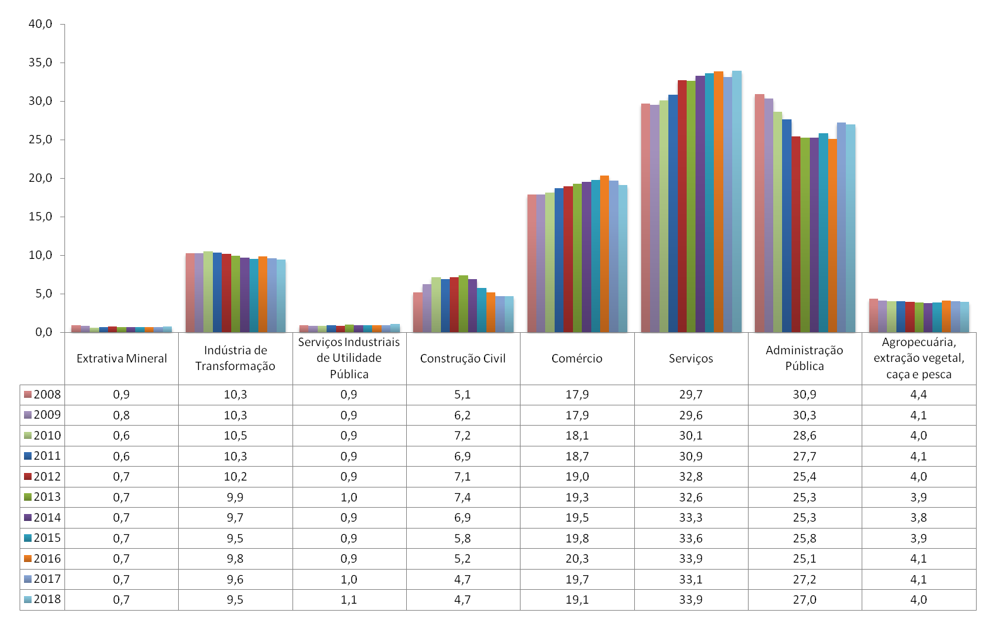 40,0
35,0
30,0
25,0
20,0
15,0
10,0
5,0
0,0
Extrativa Mineral
Indústria de
Transformação
Serviços Industriais
de Utilidade
Pública
Construção Civil
Comércio
Serviços
Administração
Pública
Agropecuária,
extração vegetal,
caça e pesca
2008 0,9 10,3 0,9 5,1 17,9 29,7 30,9 4,4
2009 0,8 10,3 0,9 6,2 17,9 29,6 30,3 4,1
2010 0,6 10,5 0,9 7,2 18,1 30,1 28,6 4,0
2011 0,6 10,3 0,9 6,9 18,7 30,9 27,7 4,1
2012 0,7 10,2 0,9 7,1 19,0 32,8 25,4 4,0
2013 0,7 9,9 1,0 7,4 19,3 32,6 25,3 3,9
2014 0,7 9,7 0,9 6,9 19,5 33,3 25,3 3,8
2015 0,7 9,5 0,9 5,8 19,8 33,6 25,8 3,9
2016 0,7 9,8 0,9 5,2 20,3 33,9 25,1 4,1
2017 0,7 9,6 1,0 4,7 19,7 33,1 27,2 4,1
2018 0,7 9,5 1,1 4,7 19,1 33,9 27,0 4,0